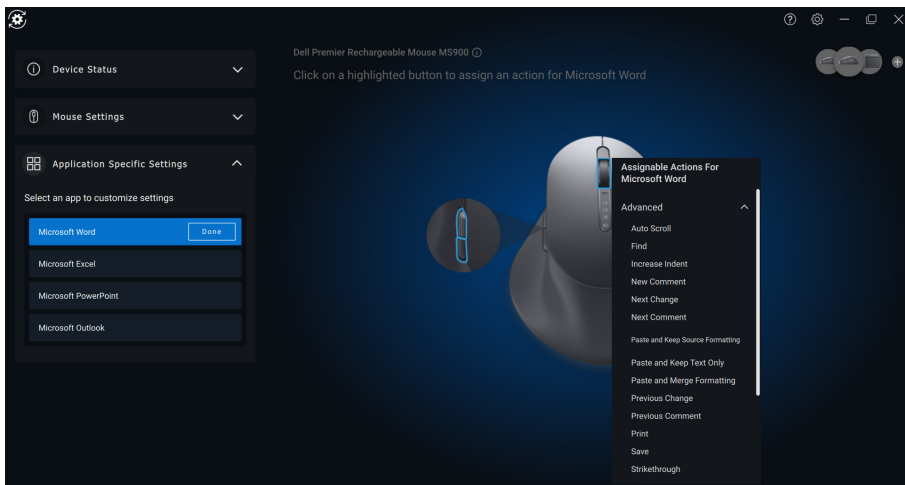 Dell Premier Rechargeable Mouse MS900
Click on a highlighted button to assign an action for Microsoft Word
Device Status
Mouse Settings
Application Specific Settings
Select an app to customize settings
Microsoft Word
Done
Microsoft Excel
Microsoft PowerPoint
Microsoft Outlook
Assignable Actions For
Microsoft Word
Advanced
Auto Scroll
Find
Increase Indent
New Comment
Next Change
Next Comment
Paste and Keep Source Formatting
Paste and Keep Text Only
Paste and Merge Formatting
Previous Change
Previous Comment
Print
Save
Strikethrough